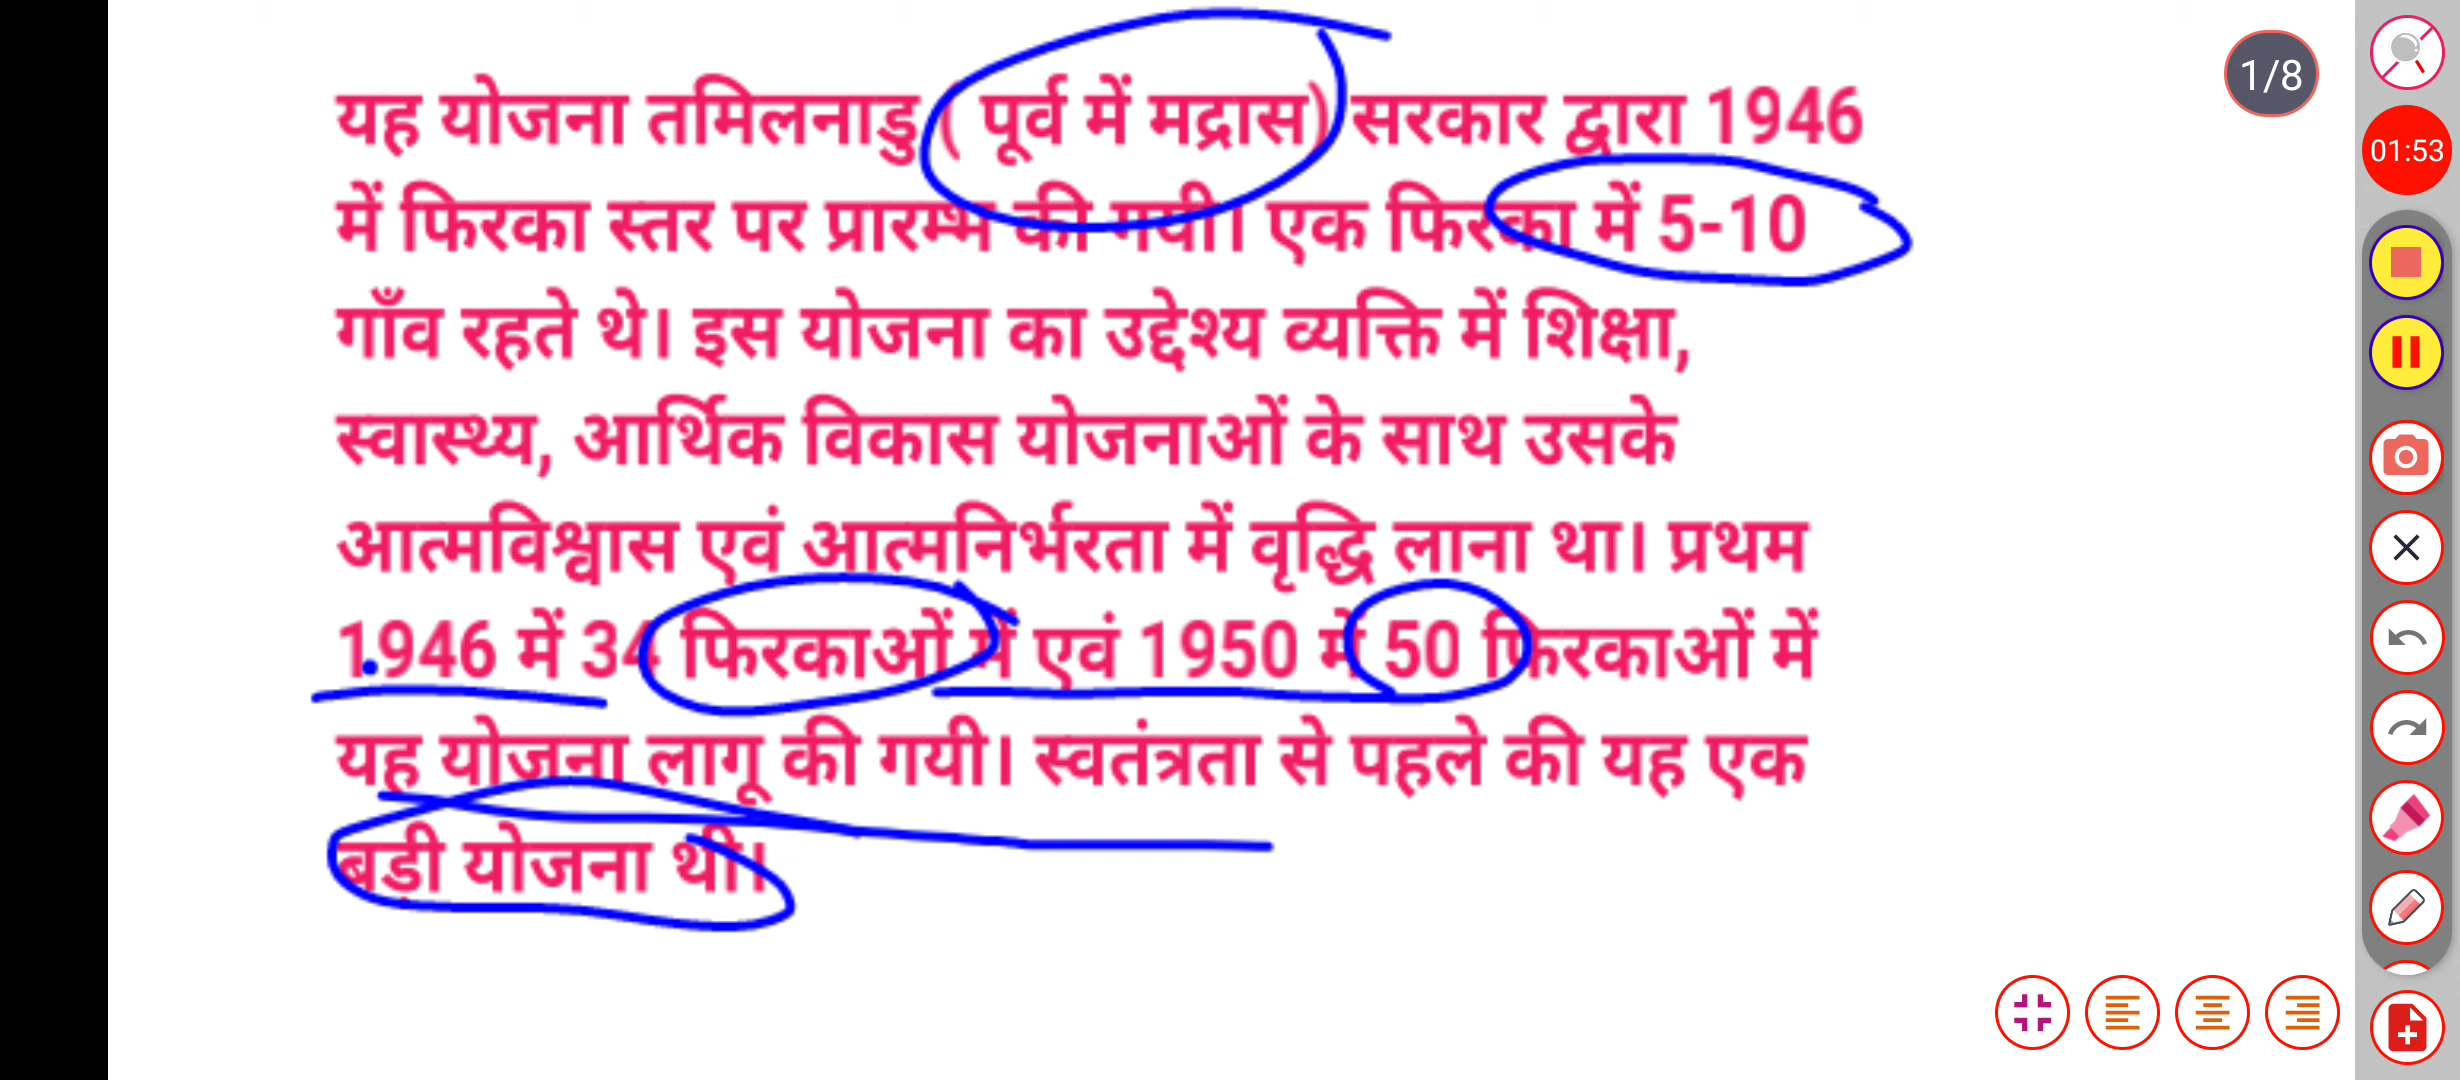 यह योजना तमिलनाडु ( पूर्व में मद्रास) सरकार द्वारा 1946
में फिरका स्तर पर प्रारम्भ की गयी। एक फिरका में 5-10
गाँव रहते थे। इस योजना का उद्देश्य व्यक्ति में शिक्षा,
स्वास्थ्य, आर्थिक विकास योजनाओं के साथ उसके
आत्मविश्वास एवं आत्मनिर्भरता में वृद्धि लाना था। प्रथम
1946 में 34 फिरकाओं में एवं 1950 में 50 फिरकाओं में
यह योजना लागू की गयी। स्वतंत्रता से पहले की यह एक
बड़ी योजना थी।
1/8
01:53